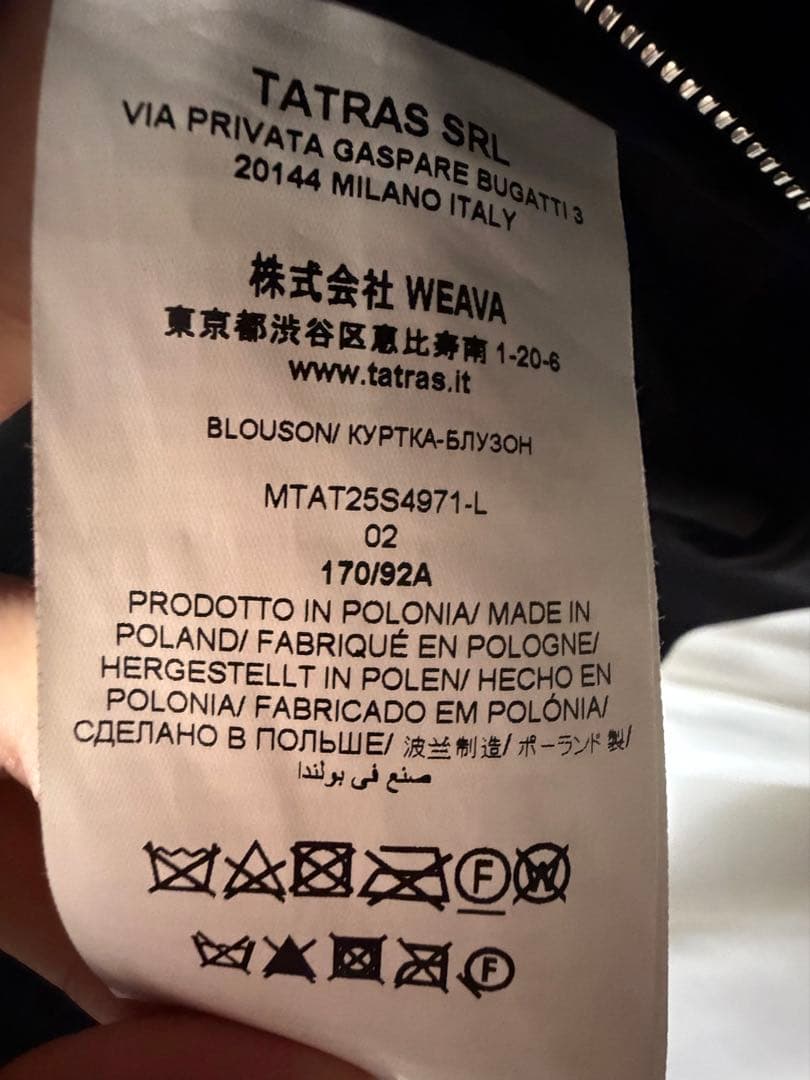 TATRAS SRL
VIA PRIVATA GASPARE BUGATTI 3
20144 MILANO ITALY
株式会社 WEAVA
東京都渋谷区恵比寿南 1-20-6
www.tatras.it
BLOUSON/ КУРТКА-БЛУЗОН
MTAT25S4971-L
02
170/92A
PRODOTTO IN POLONIA/ MADE IN
POLAND/ FABRIQUÉ EN POLOGNE/
HERGESTELLT IN POLEN/ HECHO EN
POLONIA/ FABRICADO EM POLÓNIA/
СДЕЛАНО В ПОЛЬШЕ/ 波兰制造/ ポーランド製/
صنع في بولندا
F W
F